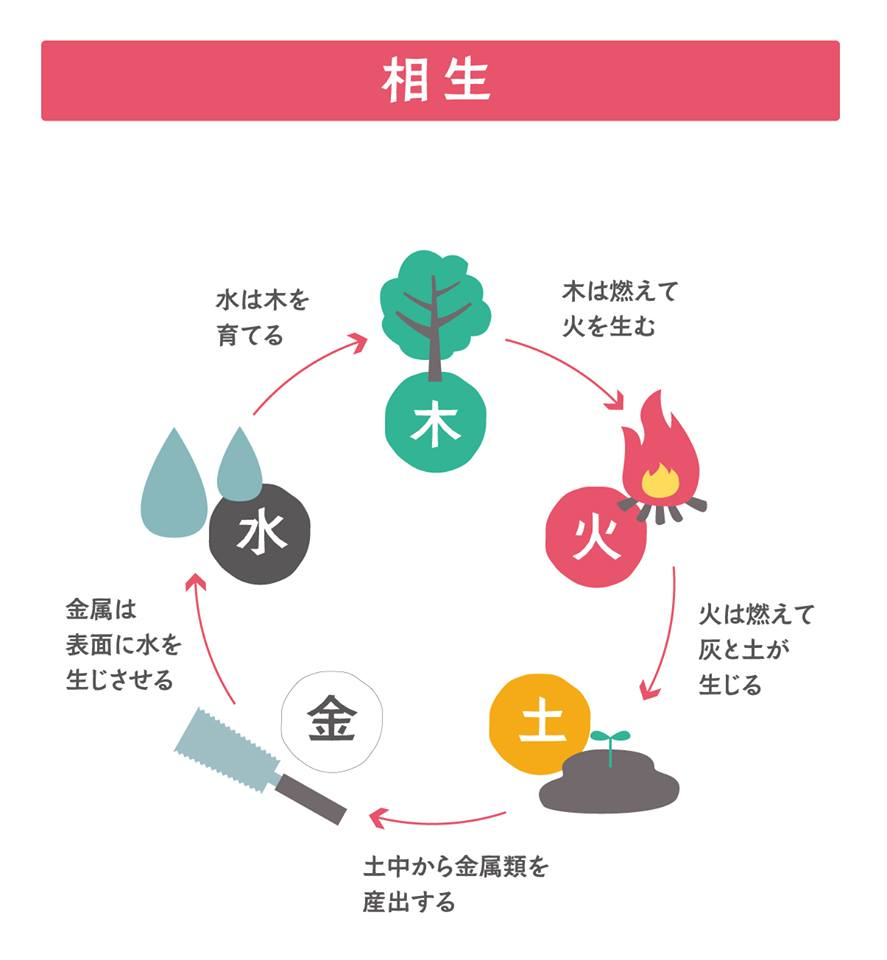 相生
水は木を
育てる
木は燃えて
火を生む
木
水
火
金属は
表面に水を
生じさせる
火は燃えて
灰と土が
生じる
金
土
土中から金属類を
産出する